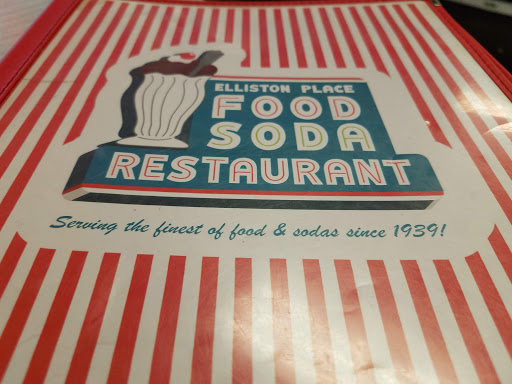 ELLISTON PLACE
FOOD
SODA
RESTAURANT
Serving the finest of food & sodas since 1939!